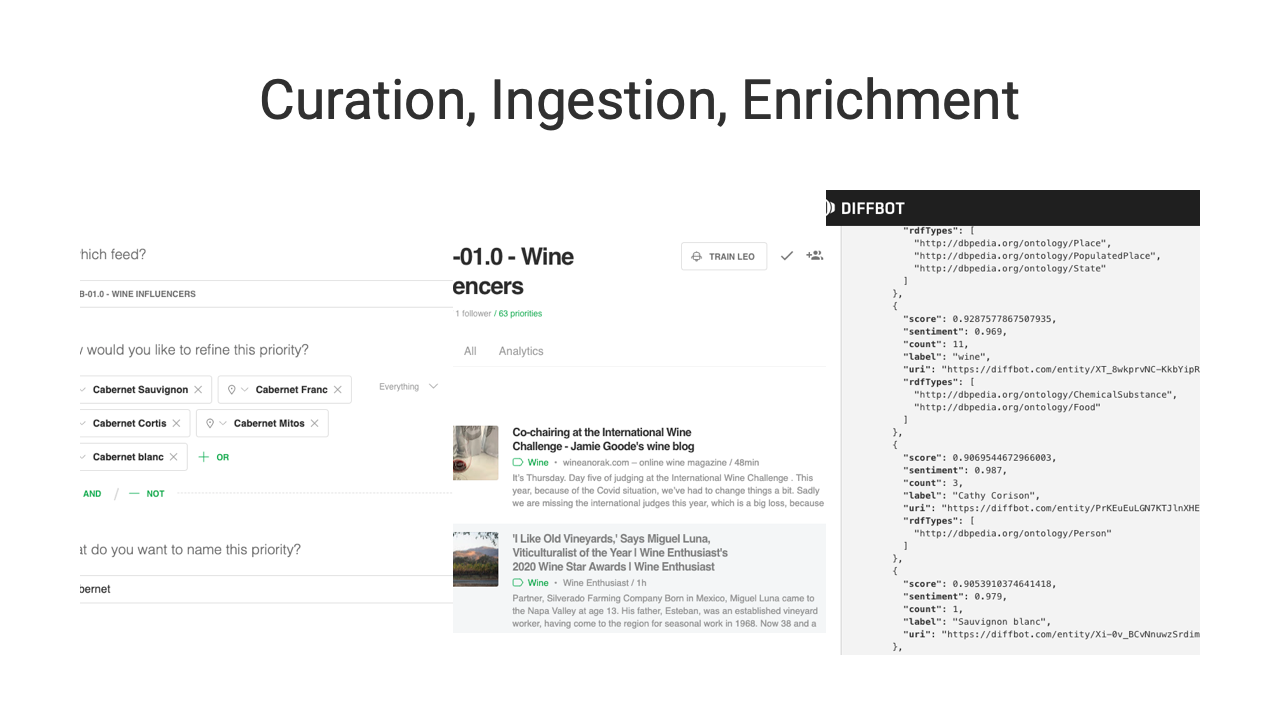 Curation, Ingestion, Enrichment
hich feed?
B-01.0 - WINE INFLUENCERS
would you like to refine this priority?
Cabernet Sauvignon
Cabernet Franc
Everything
Cabernet Cortis
Cabernet Mitos
Cabernet blanc
OR
AND / NOT
at do you want to name this priority?
bernet
-01.0 - Wine
encers
TRAIN LEO
1 follower / 63 priorities
All Analytics
Co-chairing at the International Wine
Challenge - Jamie Goode's wine blog
Wine • wineanorak.com – online wine magazine / 48min
It's Thursday. Day five of judging at the International Wine Challenge . This
year, because of the Covid situation, we've had to change things a bit. Sadly
we are missing the international judges this year, which is a big loss, because
'I Like Old Vineyards,' Says Miguel Luna,
Viticulturalist of the Year | Wine Enthusiast's
2020 Wine Star Awards | Wine Enthusiast
Wine • Wine Enthusiast / 1h
Partner, Silverado Farming Company Born in Mexico, Miguel Luna came to
the Napa Valley at age 13. His father, Esteban, was an established vineyard
worker, having come to the region for seasonal work in 1968. Now 38 and a
DIFFBOT
"rdfTypes": [
"http://dbpedia.org/ontology/Place",
"http://dbpedia.org/ontology/PopulatedPlace",
"http://dbpedia.org/ontology/State"
]
},
{
"score": 0.9287577867507935,
"sentiment": 0.969,
"count": 11,
"label": "wine",
"uri": "https://diffbot.com/entity/XT_8wkprvNC-KkbYipR
"rdfTypes": [
"http://dbpedia.org/ontology/ChemicalSubstance",
"http://dbpedia.org/ontology/Food"
]
},
{
"score": 0.9069544672966003,
"sentiment": 0.987,
"count": 3,
"label": "Cathy Corison",
"uri": "https://diffbot.com/entity/PrKEuEuLGN7KTJlnXHE
"rdfTypes": [
"http://dbpedia.org/ontology/Person"
]
},
{
"score": 0.9053910374641418,
"sentiment": 0.979,
"count": 1,
"label": "Sauvignon blanc",
"uri": "https://diffbot.com/entity/Xi-0v_BCvNnuwzSrdim
},